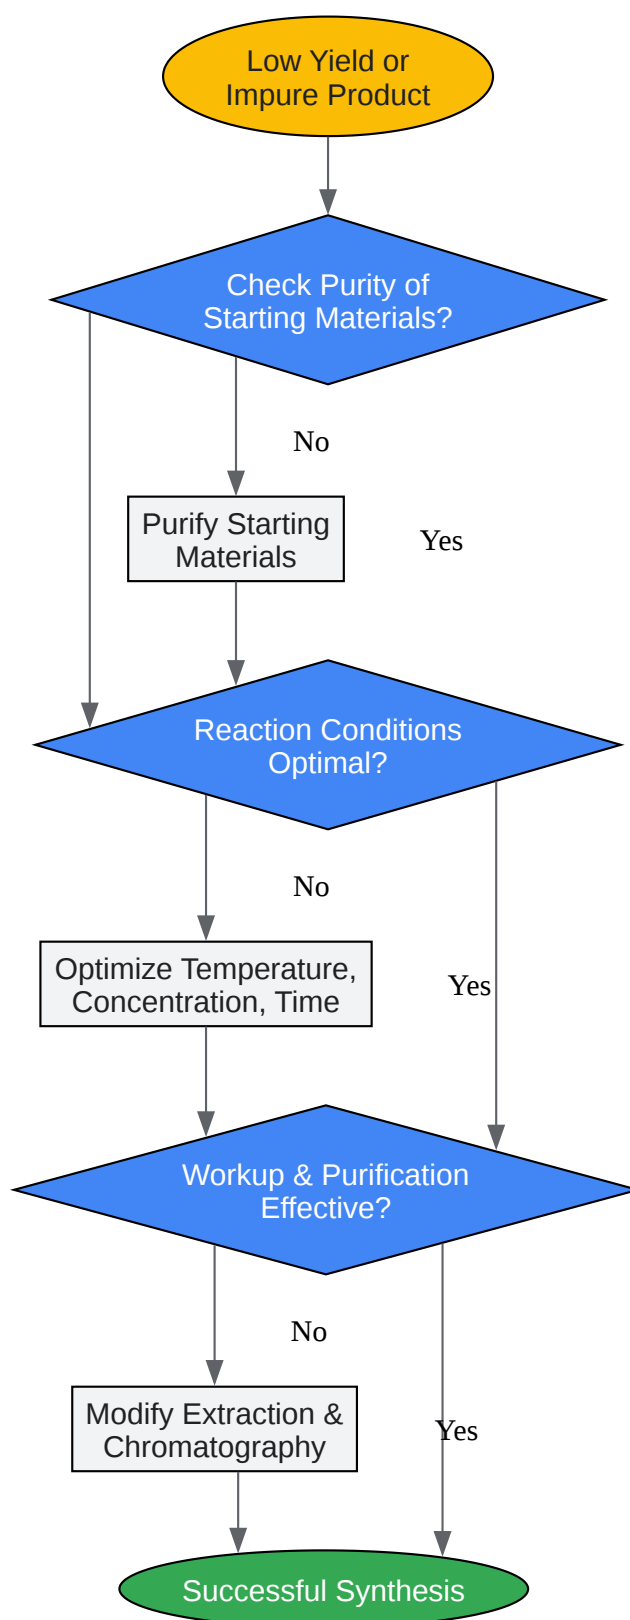 Low Yield or
Impure Product
Check Purity of
Starting Materials?
No
Purify Starting
Materials
Yes
Reaction Conditions
Optimal?
No
Optimize Temperature,
Concentration, Time
Yes
Workup & Purification
Effective?
No
Modify Extraction &
Chromatography
Yes
Successful Synthesis